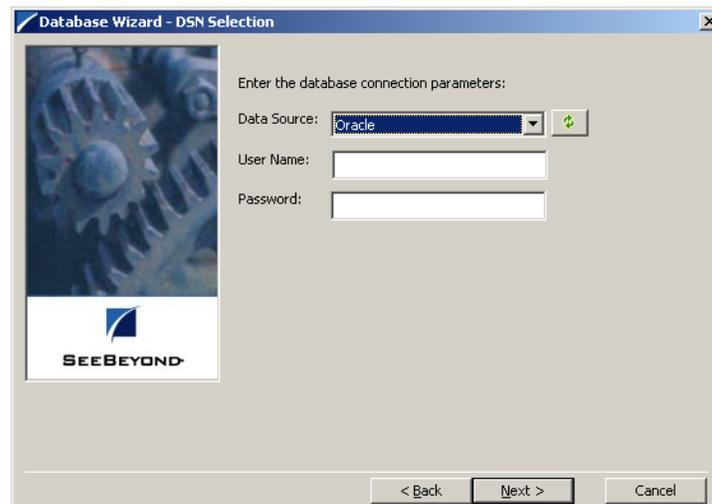 Database Wizard - DSN Selection
Enter the database connection parameters:
Data Source:
Oracle
User Name:
Password:
SEEBEYOND
< Back
Next >
Cancel